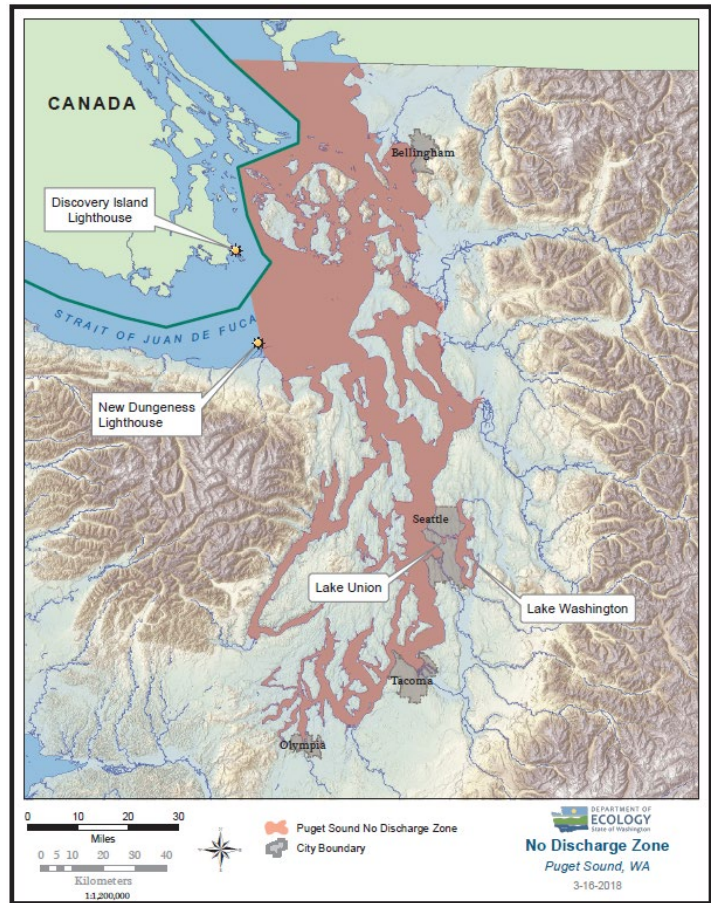 CANADA
Bellingham
Discovery Island
Lighthouse
STRAIT OF JUAN DE FUCA
New Dungeness
Lighthouse
Seattle
Lake Union
Lake Washington
Tacoma
Olympia
0 10 20 30
Miles
0 5 10 20 30 40
Kilometers
1:1,200,000
Puget Sound No Discharge Zone
City Boundary
DEPARTMENT OF
ECOLOGY
State of Washington
No Discharge Zone
Puget Sound, WA
3-16-2018